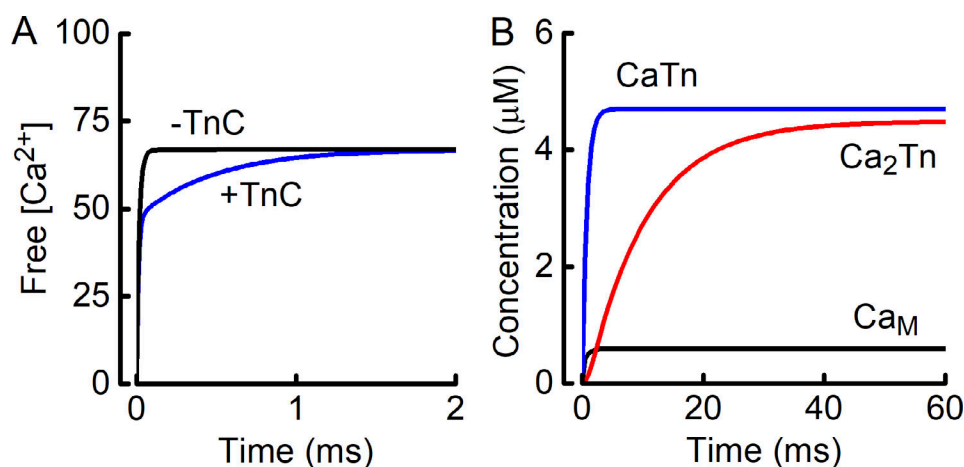 A
Free [Ca²⁺]
100
75
50
25
0
-TnC
+TnC
0
1
2
Time (ms)
B
Concentration (μM)
6
4
2
0
CaTn
Ca₂Tn
Ca_M
0
20
40
60
Time (ms)